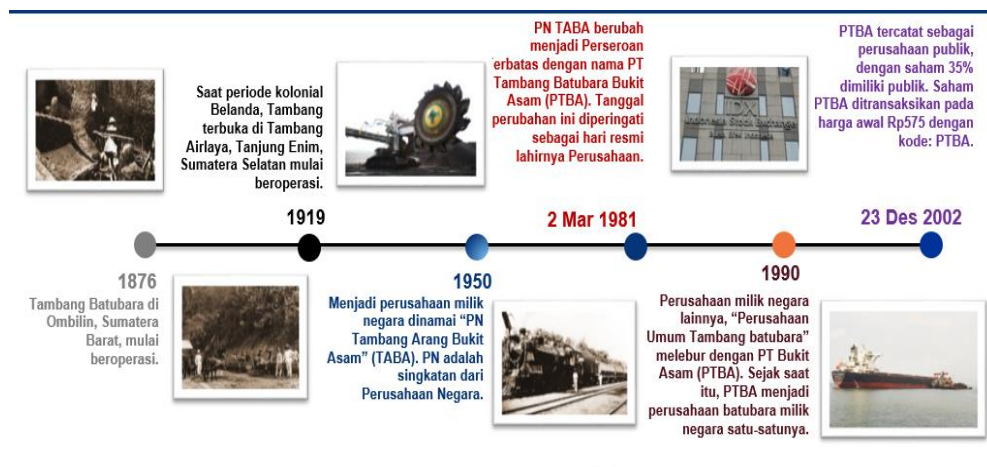 1876
Tambang Batubara di
Ombilin, Sumatera
Barat, mulai
beroperasi.
Saat periode kolonial
Belanda, Tambang
terbuka di Tambang
Airlaya, Tanjung Enim,
Sumatera Selatan mulai
beroperasi.
1919
1950
Menjadi perusahaan milik
negara dinamai “PN
Tambang Arang Bukit
Asam” (TABA). PN adalah
singkatan dari
Perusahaan Negara.
PN TABA berubah
menjadi Perseroan
erbatas dengan nama PT
Tambang Batubara Bukit
Asam (PTBA). Tanggal
perubahan ini diperingati
sebagai hari resmi
lahirnya Perusahaan.
2 Mar 1981
1990
Perusahaan milik negara
lainnya, “Perusahaan
Umum Tambang batubara”
melebur dengan PT Bukit
Asam (PTBA). Sejak saat
itu, PTBA menjadi
perusahaan batubara milik
negara satu-satunya.
IDX
Indonesia Stock Exchange
PTBA tercatat sebagai
perusahaan publik,
dengan saham 35%
dimiliki publik. Saham
PTBA ditransaksikan pada
harga awal Rp575 dengan
kode: PTBA.
23 Des 2002